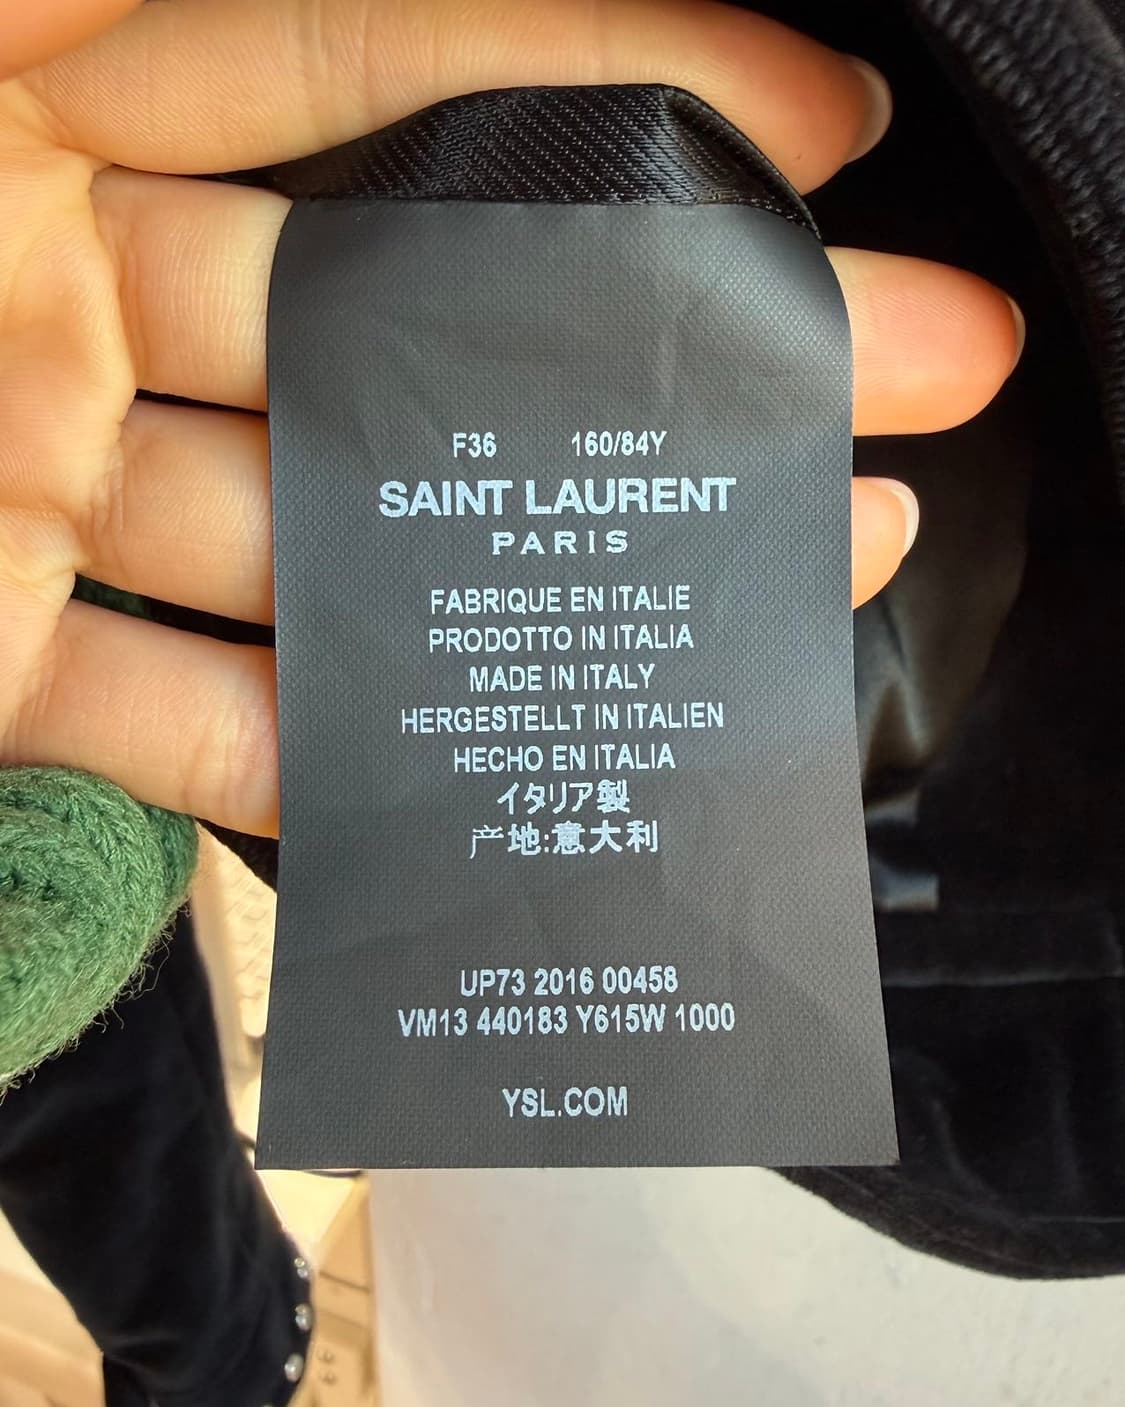 F36 160/84Y
SAINT LAURENT
PARIS
FABRIQUE EN ITALIE
PRODOTTO IN ITALIA
MADE IN ITALY
HERGESTELLT IN ITALIEN
HECHO EN ITALIA
イタリア製
产地:意大利
UP73 2016 00458
VM13 440183 Y615W 1000
YSL.COM